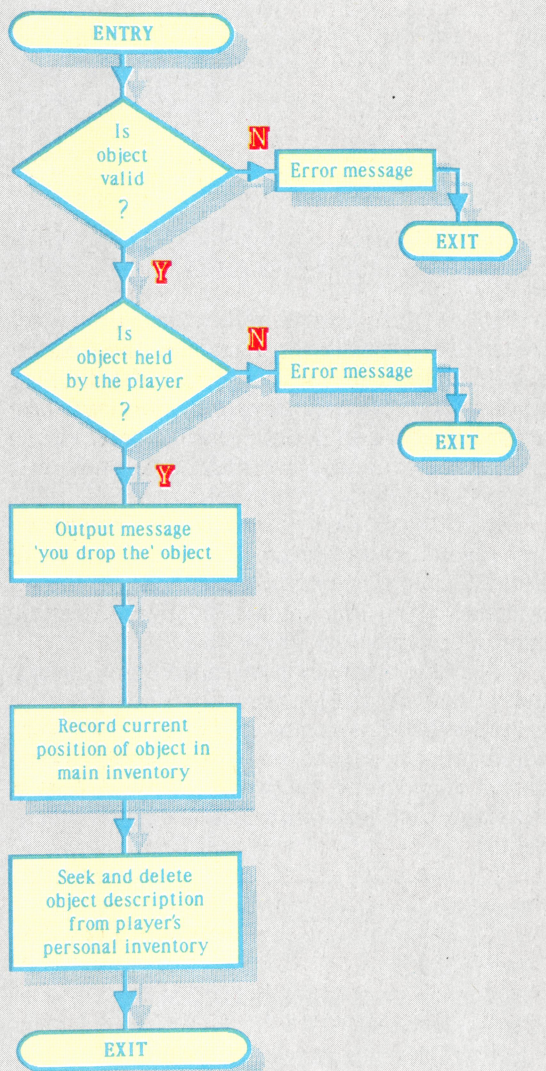 ENTRY
Is
object
valid
?
N
Error message
EXIT
Y
Is
object held
by the player
?
N
Error message
EXIT
Y
Output message
'you drop the' object
Record current
position of object in
main inventory
Seek and delete
object description
from player's
personal inventory
EXIT